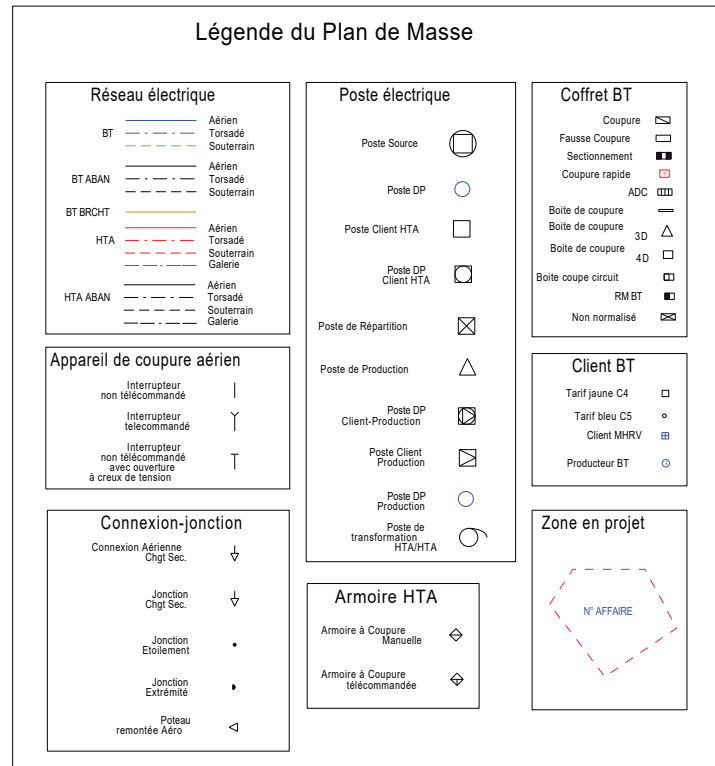 Légende du Plan de Masse
Réseau électrique
Aérien
BT
Torsadé
Souterrain
Aérien
BT ABAN
Torsadé
Souterrain
BT BRCHT
Aérien
HTA
Torsadé
Souterrain
Galerie
Aérien
HTA ABAN
Torsadé
Souterrain
Galerie
Appareil de coupure aérien
Interrupteur
non télécommandé
Interrupteur
telecommandé
Interrupteur
non télécommandé
avec ouverture
à creux de tension
Connexion-jonction
Connexion Aérienne
Chgt Sec.
Jonction
Chgt Sec.
Jonction
Etoilement
Jonction
Extrémité
Poteau
remontée Aéro
Poste électrique
Poste Source
Poste DP
Poste Client HTA
Poste DP
Client HTA
Poste de Répartition
Poste de Production
Poste DP
Client-Production
Poste Client
Production
Poste DP
Production
Poste de
transformation
HTA/HTA
Armoire HTA
Armoire à Coupure
Manuelle
Armoire à Coupure
télécommandée
Coffret BT
Coupure
Fausse Coupure
Sectionnement
Coupure rapide
ADC
Boite de coupure
Boite de coupure
3D
Boite de coupure
4D
Boite coupe circuit
RM BT
Non normalisé
Client BT
Tarif jaune C4
Tarif bleu C5
Client MHRV
Producteur BT
Zone en projet
N° AFFAIRE